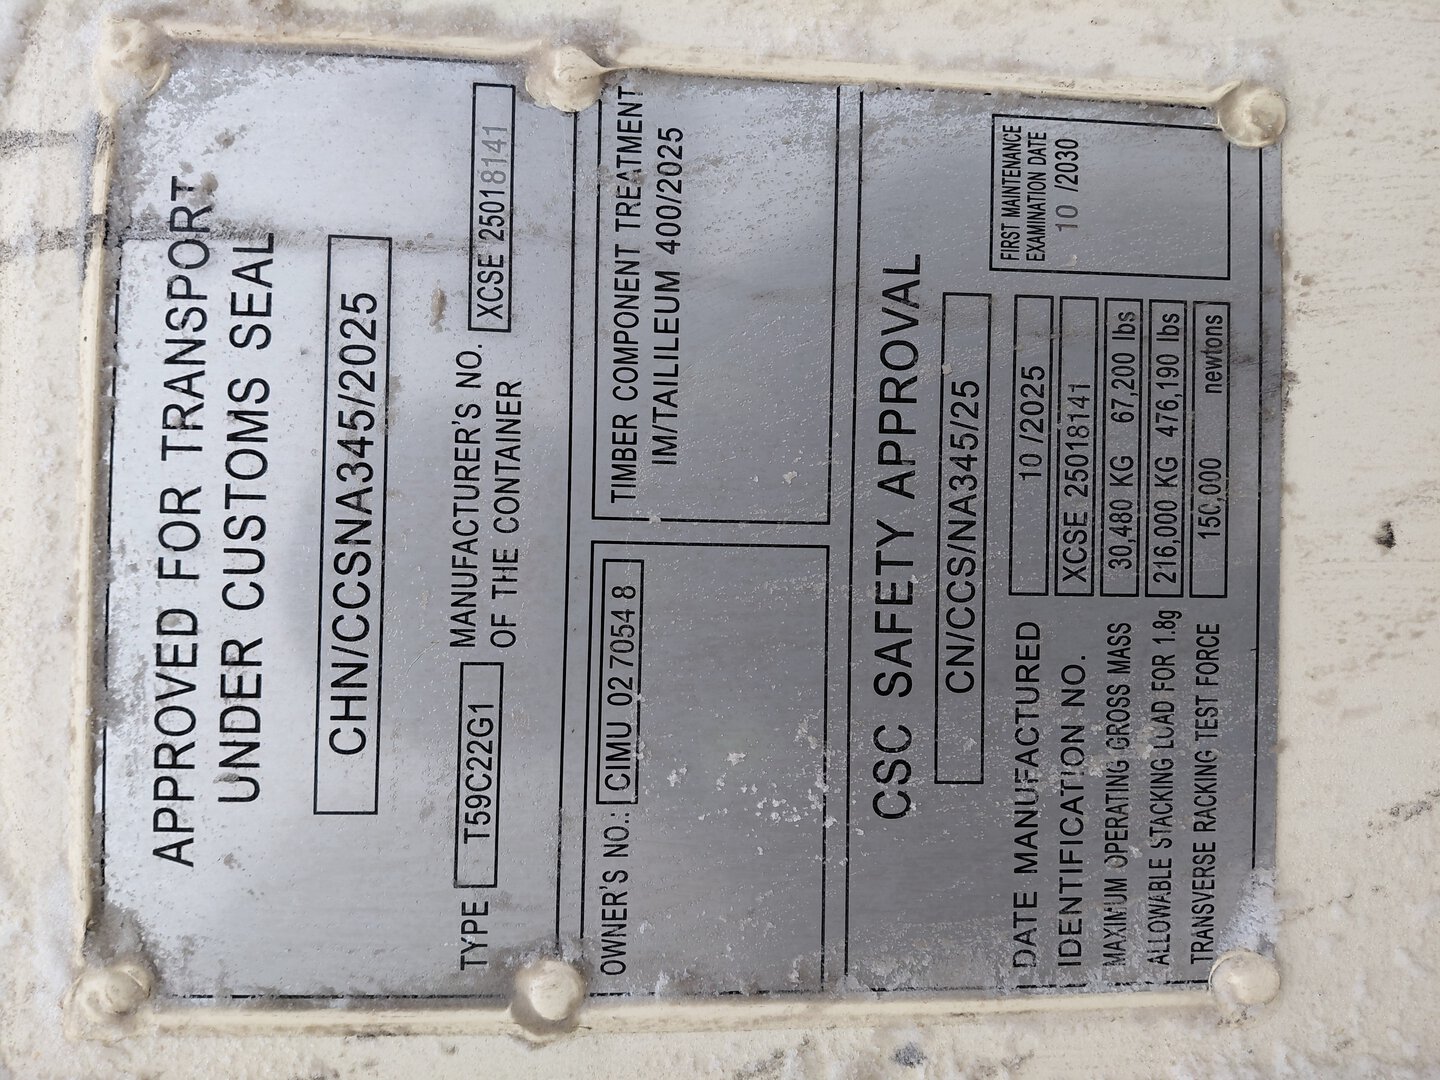 APPROVED FOR TRANSPORT
UNDER CUSTOMS SEAL
CHN/CCSNA345/2025
TYPE T59C22G1 MANUFACTURER'S NO. OF THE CONTAINER XCSE 25018141
OWNER'S NO.: CIMU 02 7054 8
TIMBER COMPONENT TREATMENT
IM/TAILILEUM 400/2025
CSC SAFETY APPROVAL
CN/CCS/NA345/25
DATE MANUFACTURED 10 /2025
IDENTIFICATION NO. XCSE 25018141
MAXIMUM OPERATING GROSS MASS 30,480 KG 67,200 lbs
ALLOWABLE STACKING LOAD FOR 1.8g 216,000 KG 476,190 lbs
TRANSVERSE RACKING TEST FORCE 150,000 newtons
FIRST MAINTENANCE
EXAMINATION DATE
10 /2030